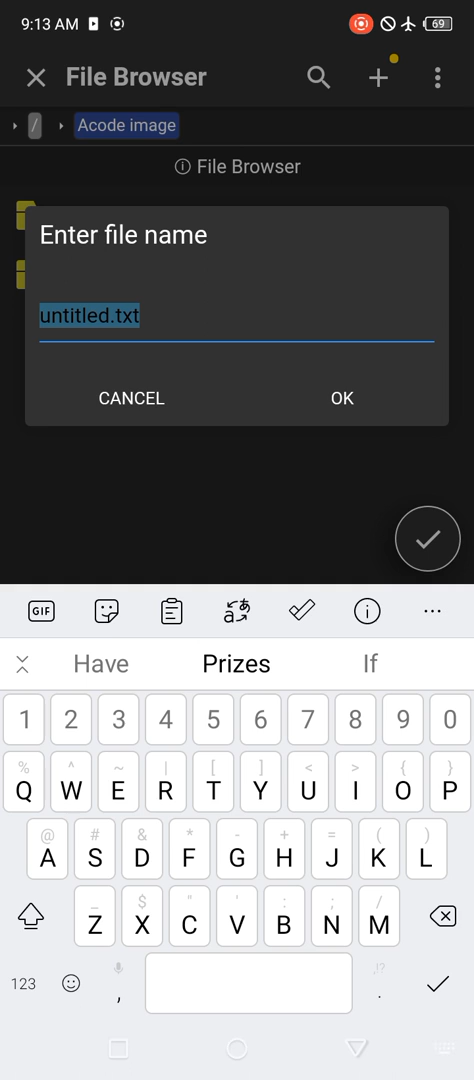 9:13 AM 69
File Browser
/ Acode image
File Browser
Enter file name
untitled.txt
CANCEL OK
GIF
Have Prizes If
1 2 3 4 5 6 7 8 9 0
% ^ ~ | [ ] < > { }
Q W E R T Y U I O P
@ # & * - + = ( )
A S D F G H J K L
_ $ " ' : ; /
Z X C V B N M
,!?
123 , .